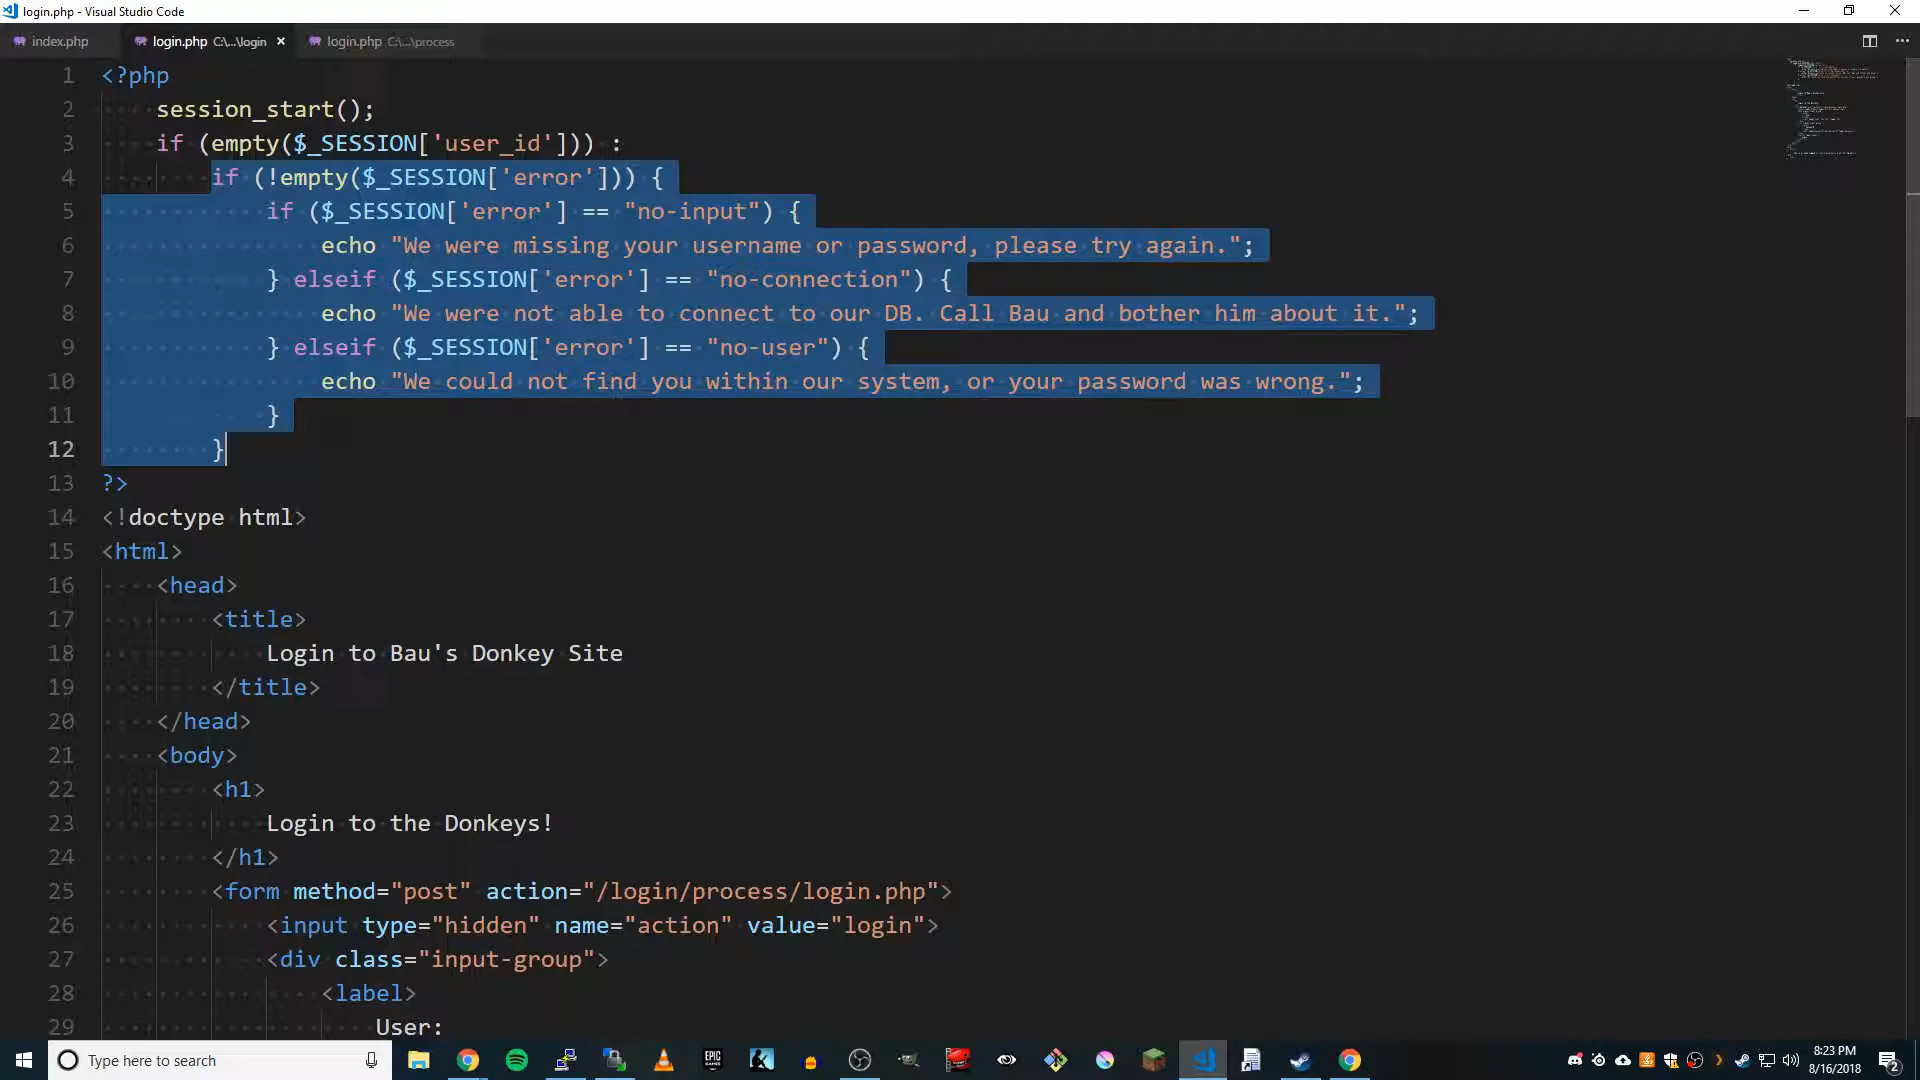 login.php - Visual Studio Code
index.php
login.php C:\...\login
login.php C:\...\process
1 <?php
2 session_start();
3 if (empty($_SESSION['user_id'])) :
4 if (!empty($_SESSION['error'])) {
5 if ($_SESSION['error'] == "no-input") {
6 echo "We were missing your username or password, please try again.";
7 } elseif ($_SESSION['error'] == "no-connection") {
8 echo "We were not able to connect to our DB. Call Bau and bother him about it.";
9 } elseif ($_SESSION['error'] == "no-user") {
10 echo "We could not find you within our system, or your password was wrong.";
11 }
12 }
13 ?>
14 <!doctype html>
15 <html>
16 <head>
17 <title>
18 Login to Bau's Donkey Site
19 </title>
20 </head>
21 <body>
22 <h1>
23 Login to the Donkeys!
24 </h1>
25 <form method="post" action="/login/process/login.php">
26 <input type="hidden" name="action" value="login">
27 <div class="input-group">
28 <label>
29 User:
Type here to search
EPIC GAMES
8:23 PM
8/16/2018
2